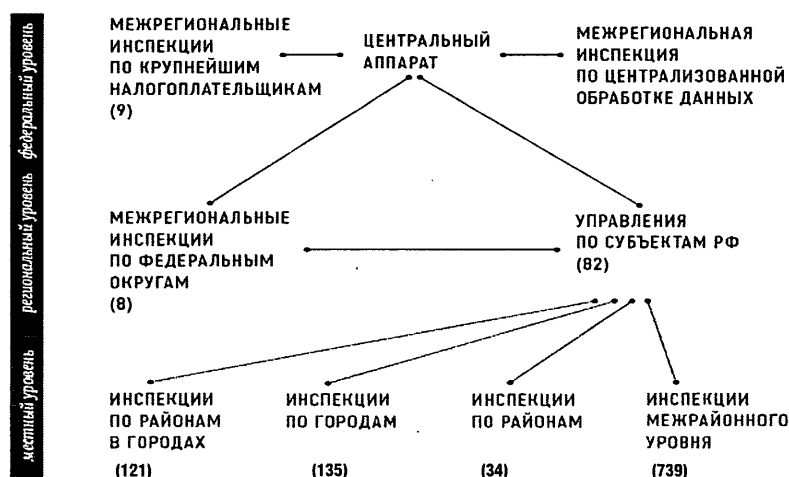 федеральный уровень
МЕЖРЕГИОНАЛЬНЫЕ
ИНСПЕКЦИИ
ПО КРУПНЕЙШИМ
НАЛОГОПЛАТЕЛЬЩИКАМ
(9)
ЦЕНТРАЛЬНЫЙ
АППАРАТ
МЕЖРЕГИОНАЛЬНАЯ
ИНСПЕКЦИЯ
ПО ЦЕНТРАЛИЗОВАННОЙ
ОБРАБОТКЕ ДАННЫХ
региональный уровень
МЕЖРЕГИОНАЛЬНЫЕ
ИНСПЕКЦИИ
ПО ФЕДЕРАЛЬНЫМ
ОКРУГАМ
(8)
УПРАВЛЕНИЯ
ПО СУБЪЕКТАМ РФ
(82)
местный уровень
ИНСПЕКЦИИ
ПО РАЙОНАМ
В ГОРОДАХ
(121)
ИНСПЕКЦИИ
ПО ГОРОДАМ
(135)
ИНСПЕКЦИИ
ПО РАЙОНАМ
(34)
ИНСПЕКЦИИ
МЕЖРАЙОННОГО
УРОВНЯ
(739)